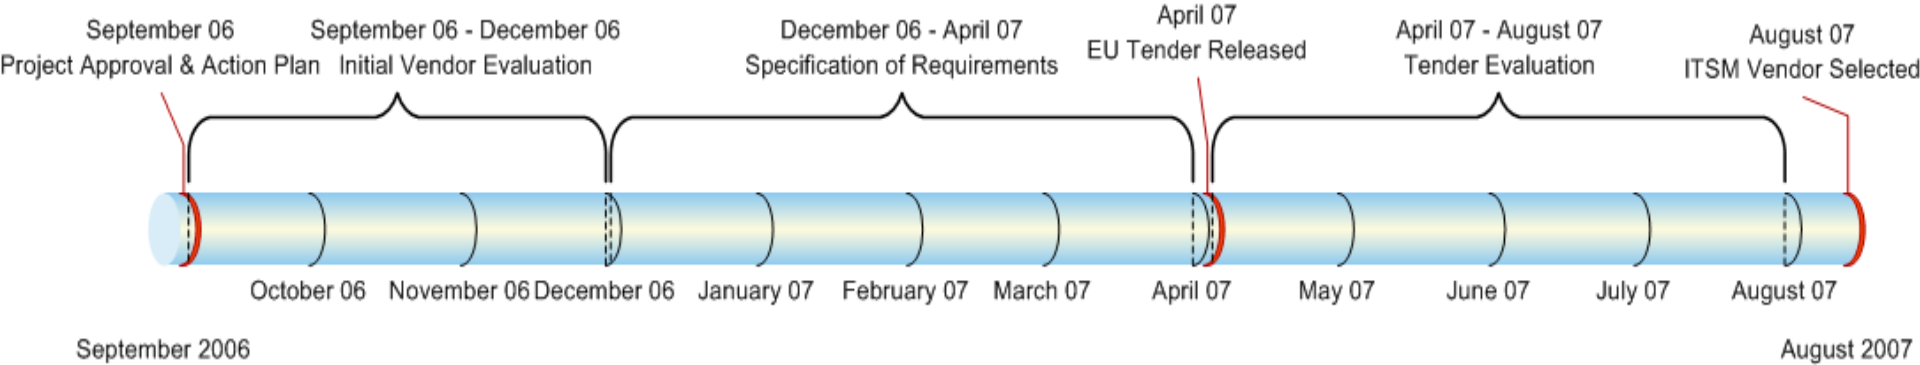 September 06
Project Approval & Action Plan
September 06 - December 06
Initial Vendor Evaluation
December 06 - April 07
Specification of Requirements
April 07
EU Tender Released
April 07 - August 07
Tender Evaluation
August 07
ITSM Vendor Selected
October 06
November 06
December 06
January 07
February 07
March 07
April 07
May 07
June 07
July 07
August 07
September 2006
August 2007